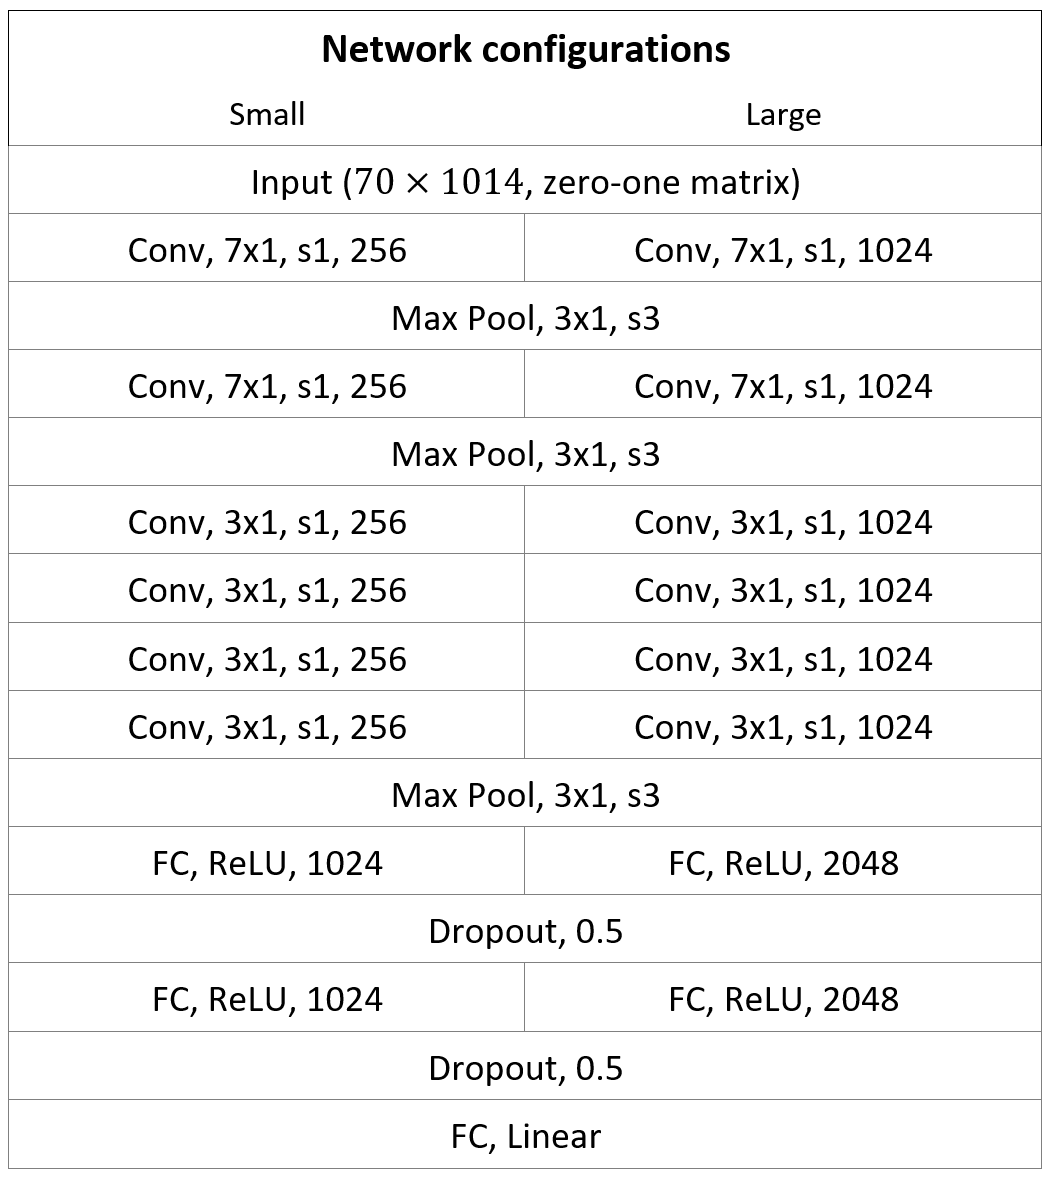 Network configurations
Small Large
Input (70 × 1014, zero-one matrix)
Conv, 7x1, s1, 256 Conv, 7x1, s1, 1024
Max Pool, 3x1, s3
Conv, 7x1, s1, 256 Conv, 7x1, s1, 1024
Max Pool, 3x1, s3
Conv, 3x1, s1, 256 Conv, 3x1, s1, 1024
Conv, 3x1, s1, 256 Conv, 3x1, s1, 1024
Conv, 3x1, s1, 256 Conv, 3x1, s1, 1024
Conv, 3x1, s1, 256 Conv, 3x1, s1, 1024
Max Pool, 3x1, s3
FC, ReLU, 1024 FC, ReLU, 2048
Dropout, 0.5
FC, ReLU, 1024 FC, ReLU, 2048
Dropout, 0.5
FC, Linear